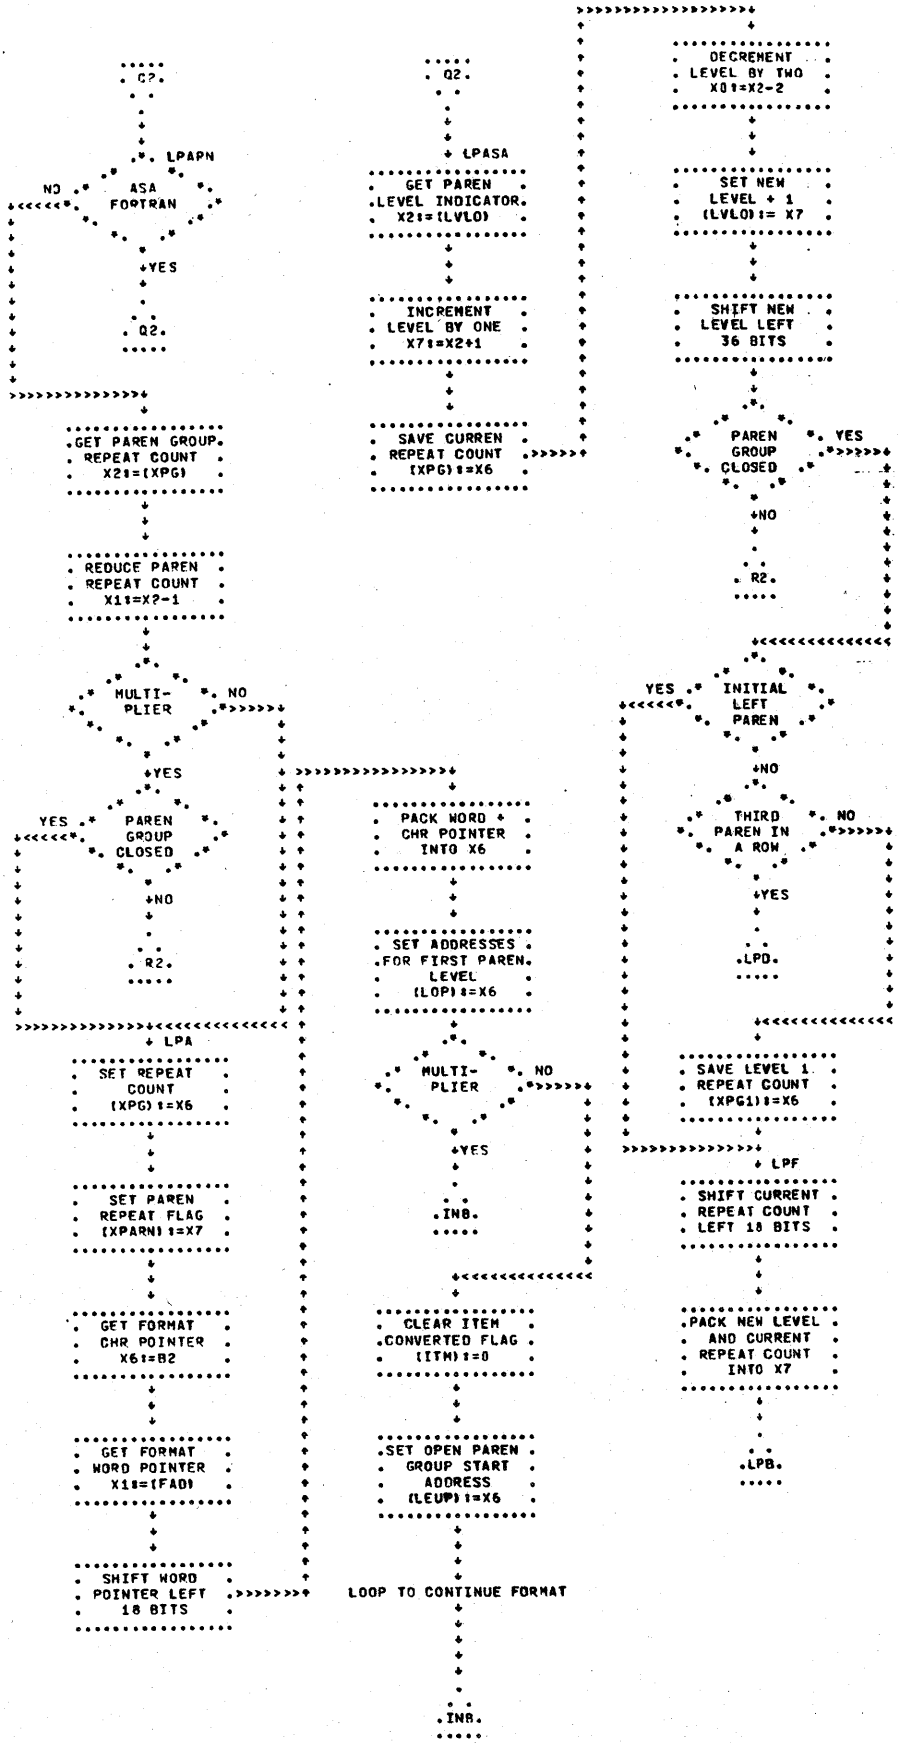 LPAPN
ASA
FORTRAN
NO
YES
Q2.
GET PAREN GROUP
REPEAT COUNT
X2:=(XPG)
REDUCE PAREN
REPEAT COUNT
X1:=X2-1
MULTI-
PLIER
NO
YES
PAREN
GROUP
CLOSED
YES
NO
R2.
LPA
SET REPEAT
COUNT
(XPG):=X6
SET PAREN
REPEAT FLAG
(XPARN):=X7
GET FORMAT
CHR POINTER
X6:=B2
GET FORMAT
WORD POINTER
X1:=(FAD)
SHIFT WORD
POINTER LEFT
18 BITS
Q2.
LPASA
GET PAREN
LEVEL INDICATOR
X2:=(LVLO)
INCREMENT
LEVEL BY ONE
X7:=X2+1
SAVE CURREN
REPEAT COUNT
(XPG):=X6
PACK WORD +
CHR POINTER
INTO X6
SET ADDRESSES
FOR FIRST PAREN
LEVEL
(LOP):=X6
MULTI-
PLIER
NO
YES
.INB.
CLEAR ITEM
CONVERTED FLAG
(ITM):=0
SET OPEN PAREN
GROUP START
ADDRESS
(LEUP):=X6
LOOP TO CONTINUE FORMAT
.INB.
DECREMENT
LEVEL BY TWO
X0:=X2-2
SET NEW
LEVEL + 1
(LVLO):= X7
SHIFT NEW
LEVEL LEFT
36 BITS
PAREN
GROUP
CLOSED
YES
NO
R2.
INITIAL
LEFT
PAREN
YES
NO
THIRD
PAREN IN
A ROW
NO
YES
.LPD.
SAVE LEVEL 1
REPEAT COUNT
(XPG1):=X6
LPF
SHIFT CURRENT
REPEAT COUNT
LEFT 18 BITS
PACK NEW LEVEL
AND CURRENT
REPEAT COUNT
INTO X7
.LPB.